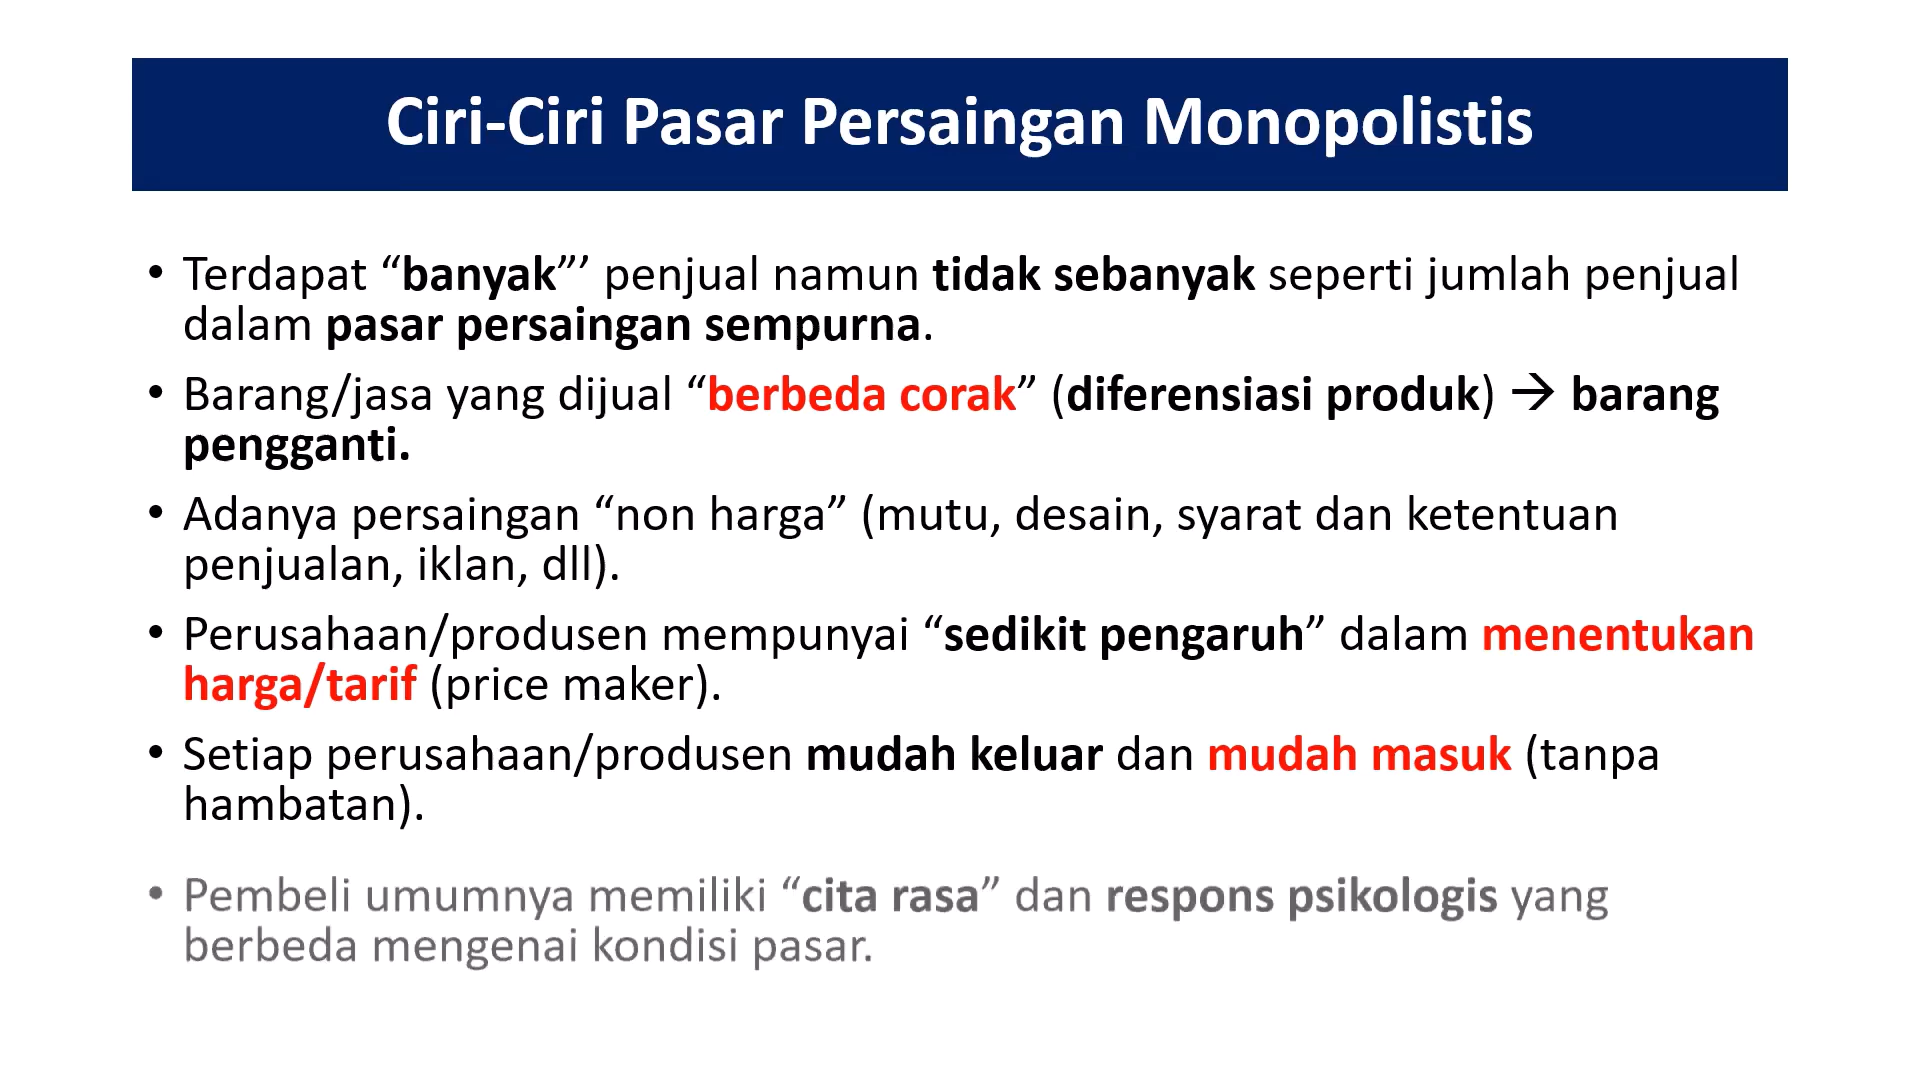 Ciri-Ciri Pasar Persaingan Monopolistis
• Terdapat “banyak”’ penjual namun tidak sebanyak seperti jumlah penjual
dalam pasar persaingan sempurna.
• Barang/jasa yang dijual “berbeda corak” (diferensiasi produk) → barang
pengganti.
• Adanya persaingan “non harga” (mutu, desain, syarat dan ketentuan
penjualan, iklan, dll).
• Perusahaan/produsen mempunyai “sedikit pengaruh” dalam menentukan
harga/tarif (price maker).
• Setiap perusahaan/produsen mudah keluar dan mudah masuk (tanpa
hambatan).
• Pembeli umumnya memiliki “cita rasa” dan respons psikologis yang
berbeda mengenai kondisi pasar.